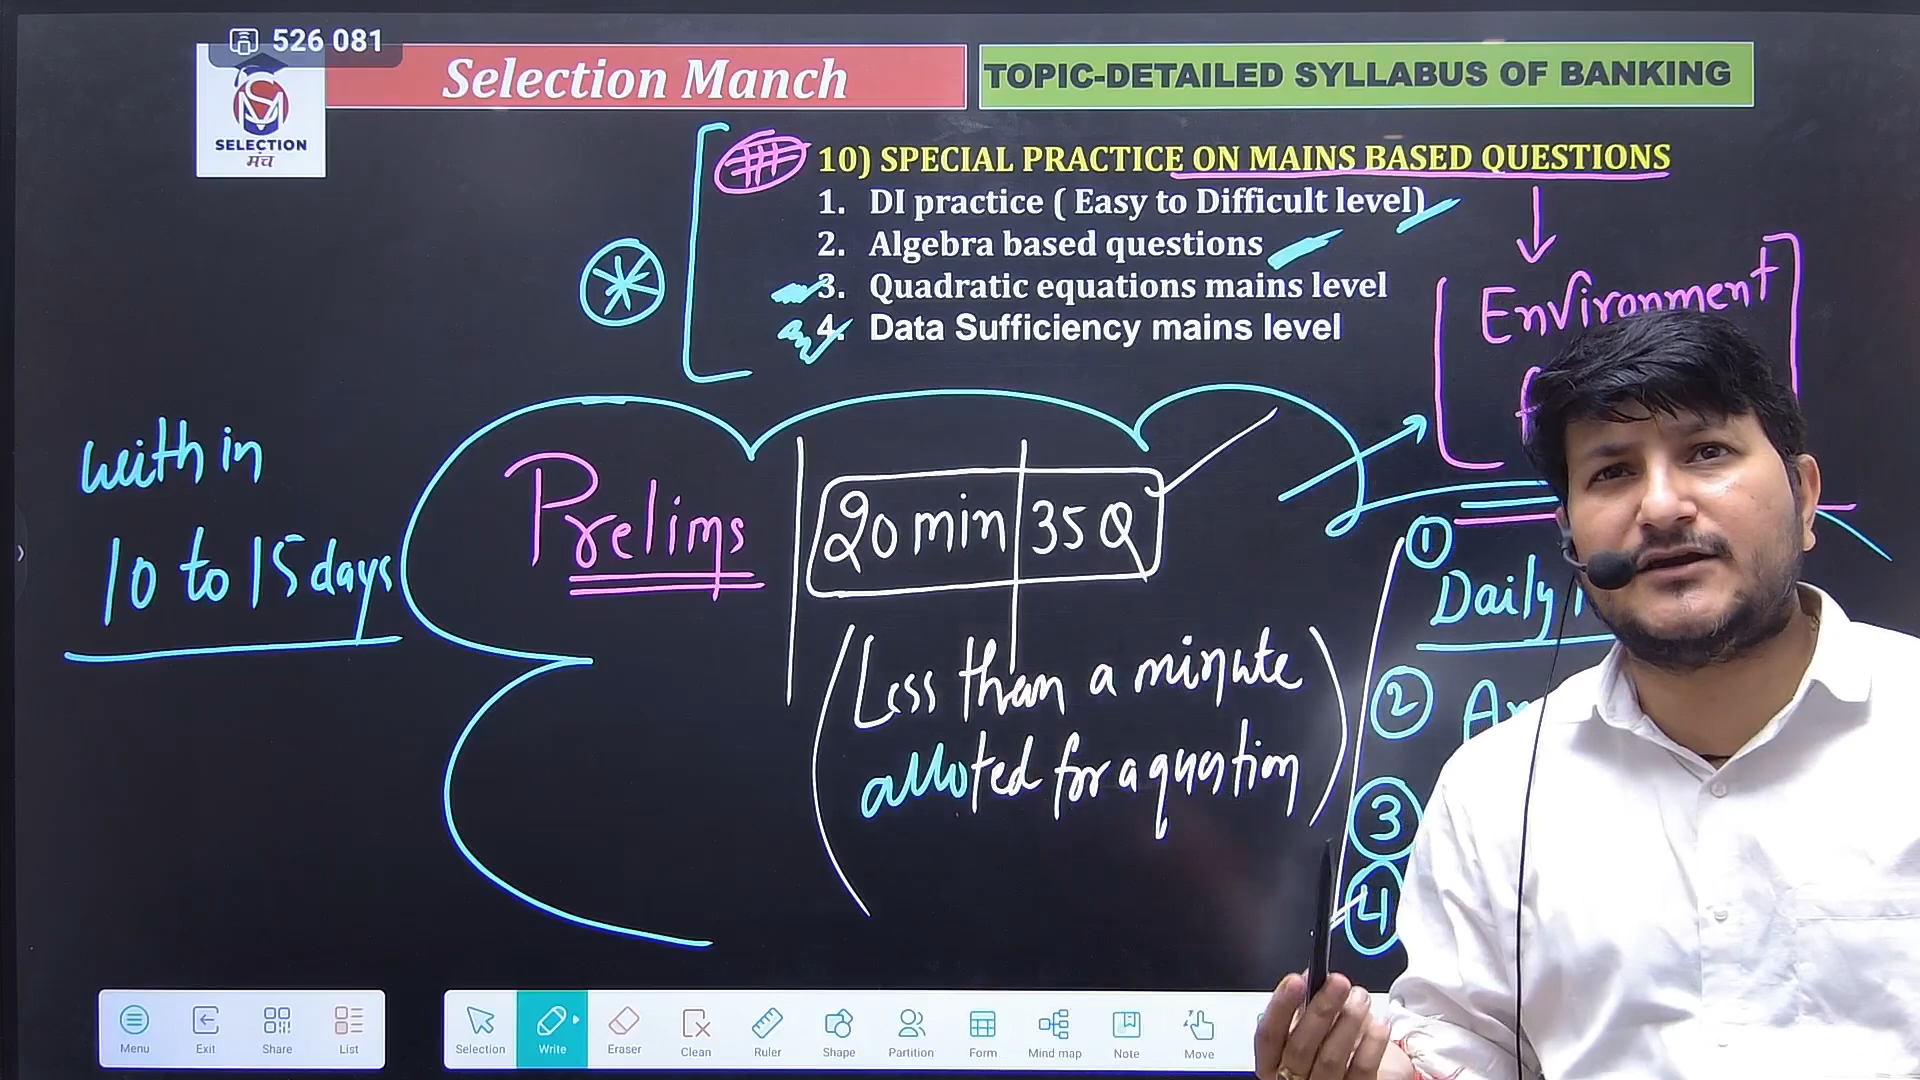 526 081
Selection Manch
TOPIC-DETAILED SYLLABUS OF BANKING
SELECTION
मंच
10) SPECIAL PRACTICE ON MAINS BASED QUESTIONS
1. DI practice ( Easy to Difficult level)
2. Algebra based questions
3. Quadratic equations mains level
4. Data Sufficiency mains level
Environment
with in
10 to 15 days
Prelims
20 min 35 Q
(Less than a minute
alloted for a question)
1
Daily
2
3
4
Menu
Exit
Share
List
Selection
Write
Eraser
Clean
Ruler
Shape
Partition
Form
Mind map
Note
Move